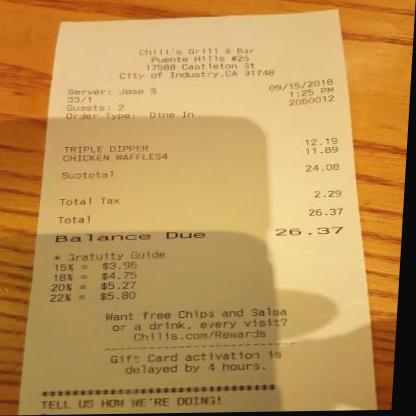 Chili's Grill & Bar
Puente Hills #26
17588 Castleton St
City of Industry,CA 91748
Server: Jose S 09/15/2018
33/1 1:25 PM
Guests: 2 2060012
Order Type: Dine In
TRIPLE DIPPER 12.19
CHICKEN WAFFLES4 11.89
Subtotal 24.08
Total Tax 2.29
Total 26.37
Balance Due 26.37
* Gratuity Guide
15% = $3.96
18% = $4.75
20% = $5.27
22% = $5.80
Want free Chips and Salsa
or a drink, every visit?
Chilis.com/Rewards
Gift Card activation is
delayed by 4 hours.
TELL US HOW WE'RE DOING!